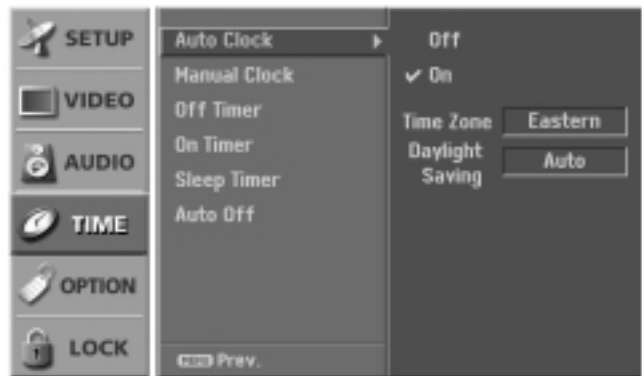 SETUP
VIDEO
AUDIO
TIME
OPTION
LOCK
Auto Clock
Manual Clock
Off Timer
On Timer
Sleep Timer
Auto Off
MENU Prev.
Off
On
Time Zone Eastern
Daylight
Saving Auto